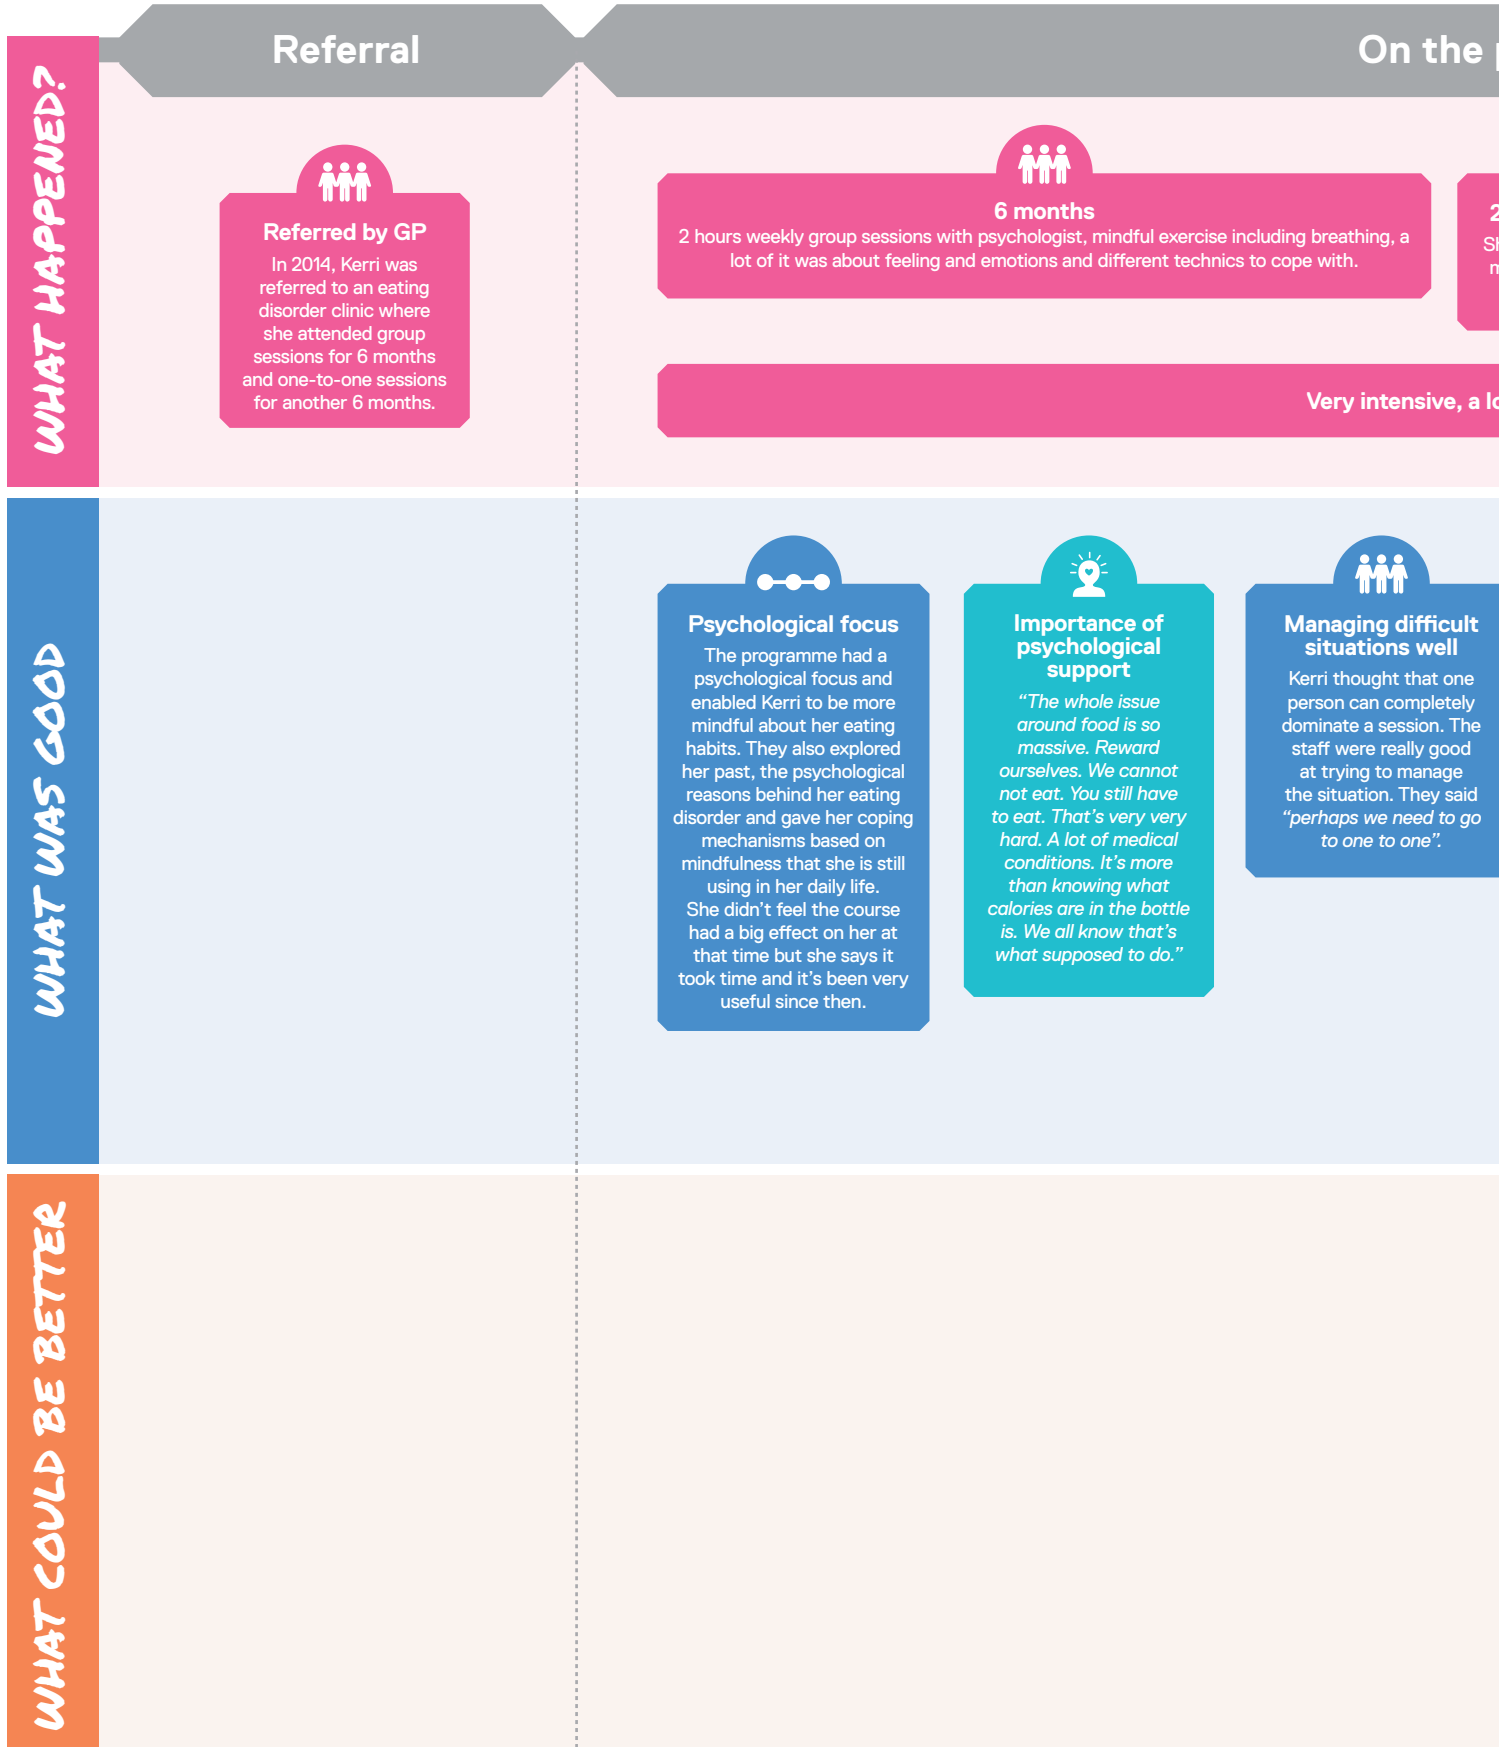 Referral
On the
WHAT HAPPENED?
Referred by GP
In 2014, Kerri was
referred to an eating
disorder clinic where
she attended group
sessions for 6 months
and one-to-one sessions
for another 6 months.
6 months
2 hours weekly group sessions with psychologist, mindful exercise including breathing, a
lot of it was about feeling and emotions and different technics to cope with.
2
Very intensive, a
WHAT WAS GOOD
Psychological focus
The programme had a
psychological focus and
enabled Kerri to be more
mindful about her eating
habits. They also explored
her past, the psychological
reasons behind her eating
disorder and gave her coping
mechanisms based on
mindfulness that she is still
using in her daily life.
She didn't feel the course
had a big effect on her at
that time but she says it
took time and it's been very
useful since then.
Importance of
psychological
support
“The whole issue
around food is so
massive. Reward
ourselves. We cannot
not eat. You still have
to eat. That's very very
hard. A lot of medical
conditions. It's more
than knowing what
calories are in the bottle
is. We all know that's
what supposed to do.”
Managing difficult
situations well
Kerri thought that one
person can completely
dominate a session. The
staff were really good
at trying to manage
the situation. They said
“perhaps we need to go
to one to one”.
WHAT COULD BE BETTER